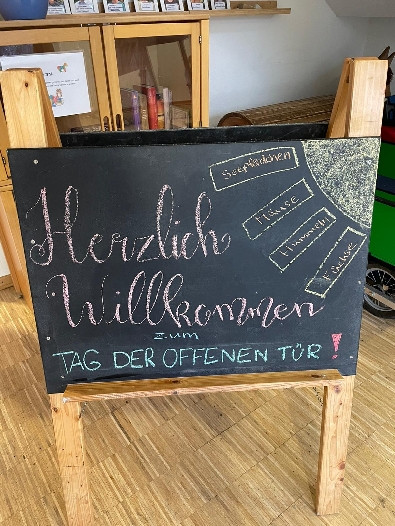 Seepferdchen
Mäuse
Hummeln
Füchse
Herzlich
Willkommen
zum
TAG DER OFFENEN TÜR!